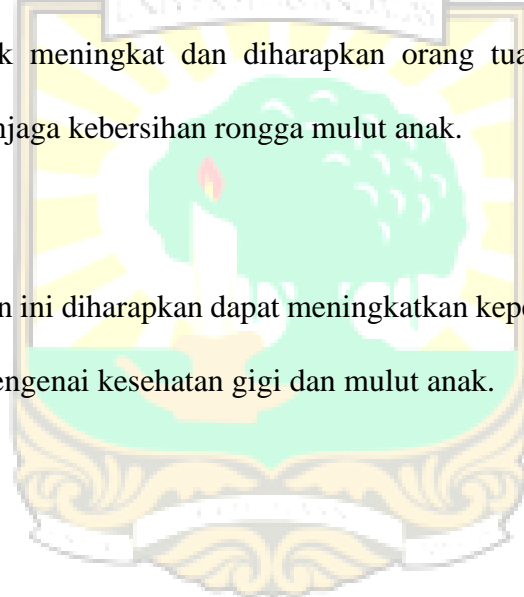 k meningkat dan diharapkan orang tua
njaga kebersihan rongga mulut anak.
n ini diharapkan dapat meningkatkan kepe
engenai kesehatan gigi dan mulut anak.